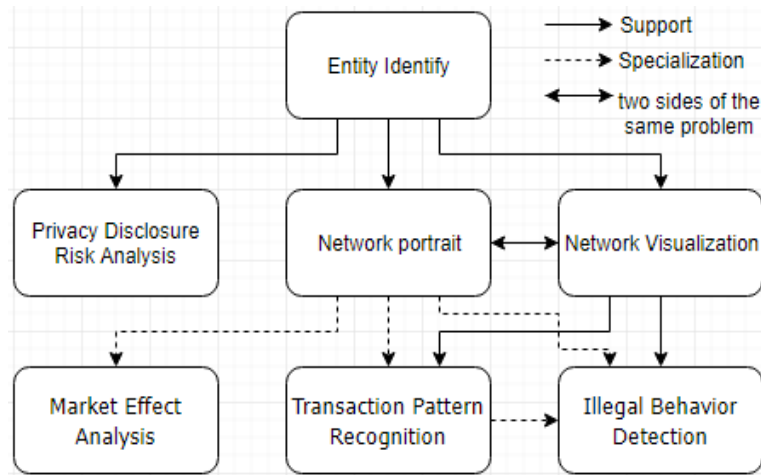 Entity Identify
Support
Specialization
two sides of the
same problem
Privacy Disclosure
Risk Analysis
Network portrait
Network Visualization
Market Effect
Analysis
Transaction Pattern
Recognition
Illegal Behavior
Detection